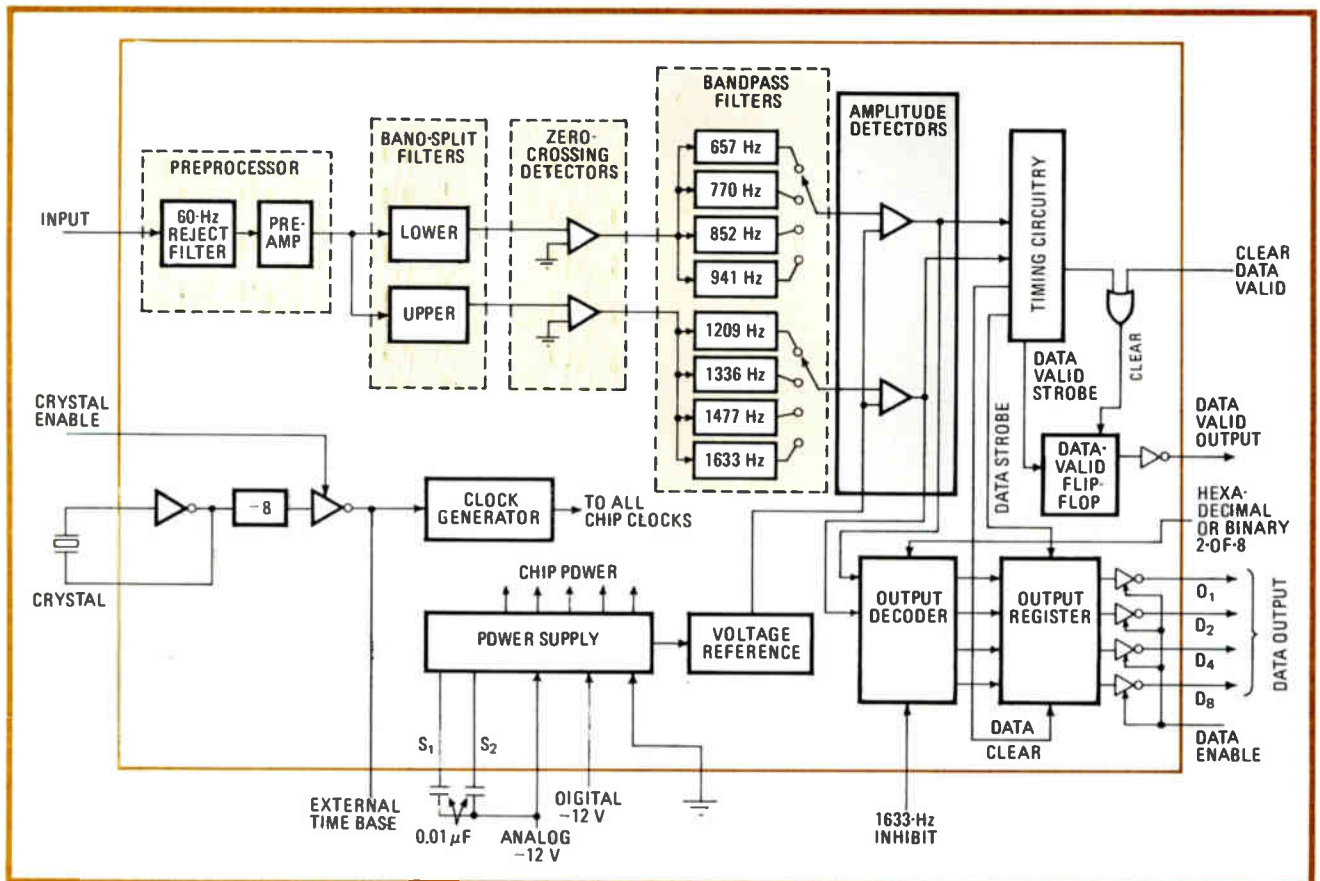 PREPROCESSOR
INPUT
60-Hz
REJECT
FILTER
PRE-
AMP
BANO-SPLIT
FILTERS
LOWER
UPPER
ZERO-
CROSSING
DETECTORS
BANDPASS
FILTERS
657 Hz
770 Hz
852 Hz
941 Hz
1209 Hz
1336 Hz
1477 Hz
1633 Hz
AMPLITUDE
DETECTORS
TIMING CIRCUITRY
CLEAR
DATA
VALID
CLEAR
DATA
VALID
STROBE
DATA STROBE
DATA-
VALID
FLIP-
FLOP
DATA
VALID
OUTPUT
HEXA-
DECIMAL
OR BINARY
2-OF-8
CRYSTAL
ENABLE
CRYSTAL
-8
CLOCK
GENERATOR
TO ALL
CHIP CLOCKS
CHIP PDWER
PDWER SUPPLY
VOLTAGE
REFERENCE
OUTPUT
DECODER
OUTPUT
REGISTER
O1
D2
D4
D8
DATA OUTPUT
DATA
ENABLE
DATA
CLEAR
S1
S2
EXTERNAL
TIME BASE
0.01 µF
ANALOG
-12 V
OIGITAL
-12 V
1633-Hz
INHIBIT